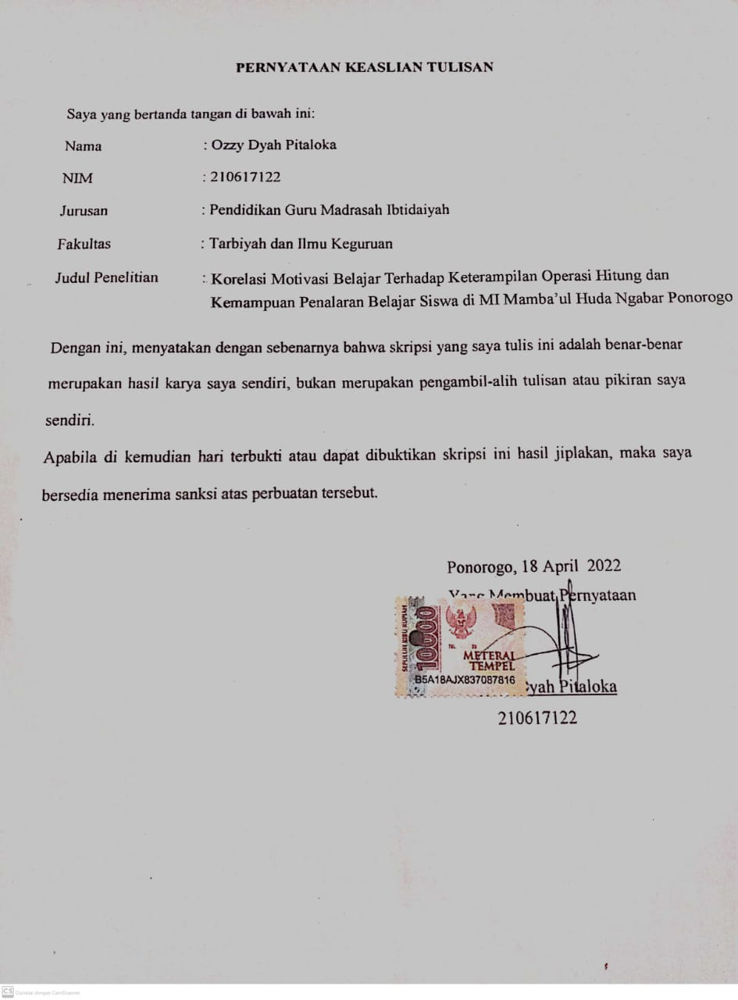 PERNYATAAN KEASLIAN TULISAN
Saya yang bertanda tangan di bawah ini:
Nama : Ozzy Dyah Pitaloka
NIM : 210617122
Jurusan : Pendidikan Guru Madrasah Ibtidaiyah
Fakultas : Tarbiyah dan Ilmu Keguruan
Judul Penelitian : Korelasi Motivasi Belajar Terhadap Keterampilan Operasi Hitung dan
Kemampuan Penalaran Belajar Siswa di MI Mamba'ul Huda Ngabar Ponorogo
Dengan ini, menyatakan dengan sebenarnya bahwa skripsi yang saya tulis ini adalah benar-benar
merupakan hasil karya saya sendiri, bukan merupakan pengambil-alih tulisan atau pikiran saya
sendiri.
Apabila di kemudian hari terbukti atau dapat dibuktikan skripsi ini hasil jiplakan, maka saya
bersedia menerima sanksi atas perbuatan tersebut.
Ponorogo, 18 April 2022
Membuat Pernyataan
SEPULUH RIBU RUPIAH
10000
METERAI
TEMPEL
B5A18AJX837087816
yah Pitaloka
210617122
CS Dipindai dengan CamScanner